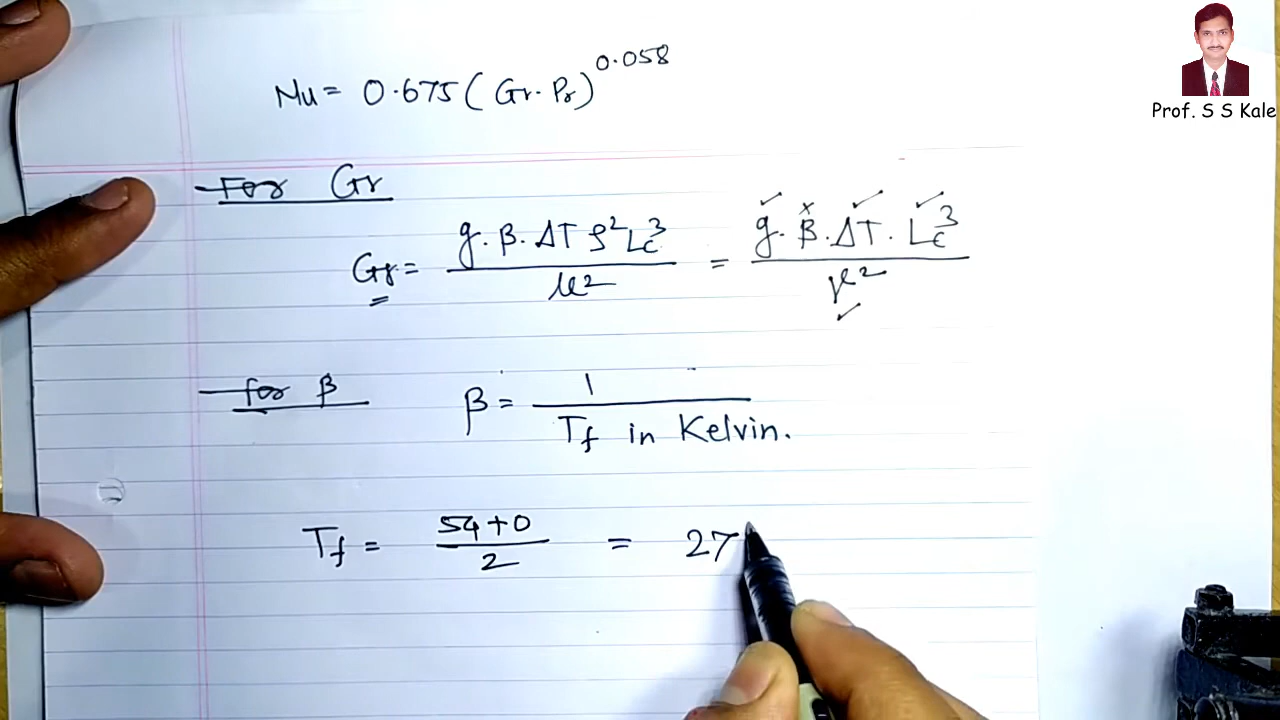 Nu = 0.675 (Gr. Pr)^0.058
Prof. S S Kale
For Gr
Gr = g. β. ΔT ρ² Lc³ / μ² = g. β. ΔT. Lc³ / ν²
for β
β = 1 / Tf in Kelvin.
Tf = 54+0 / 2 = 27